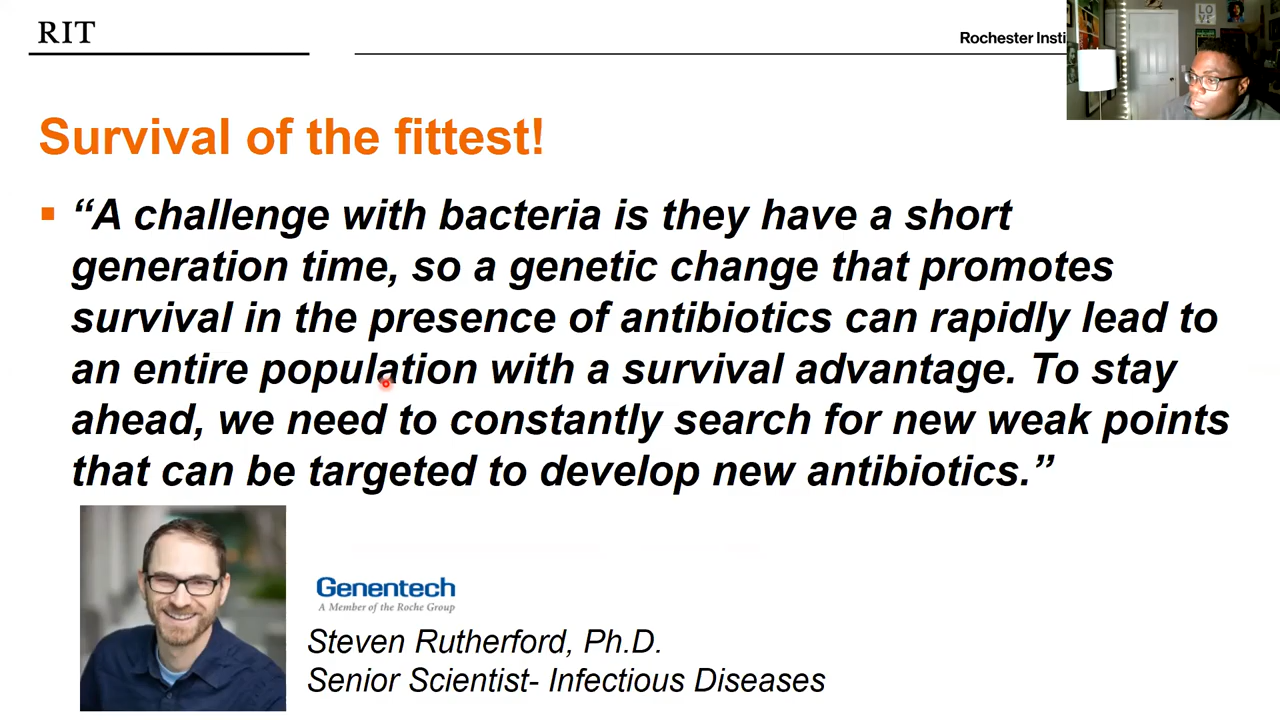 RIT
Rochester Insti
Survival of the fittest!
“A challenge with bacteria is they have a short
generation time, so a genetic change that promotes
survival in the presence of antibiotics can rapidly lead to
an entire population with a survival advantage. To stay
ahead, we need to constantly search for new weak points
that can be targeted to develop new antibiotics.”
Genentech
A Member of the Roche Group
Steven Rutherford, Ph.D.
Senior Scientist- Infectious Diseases